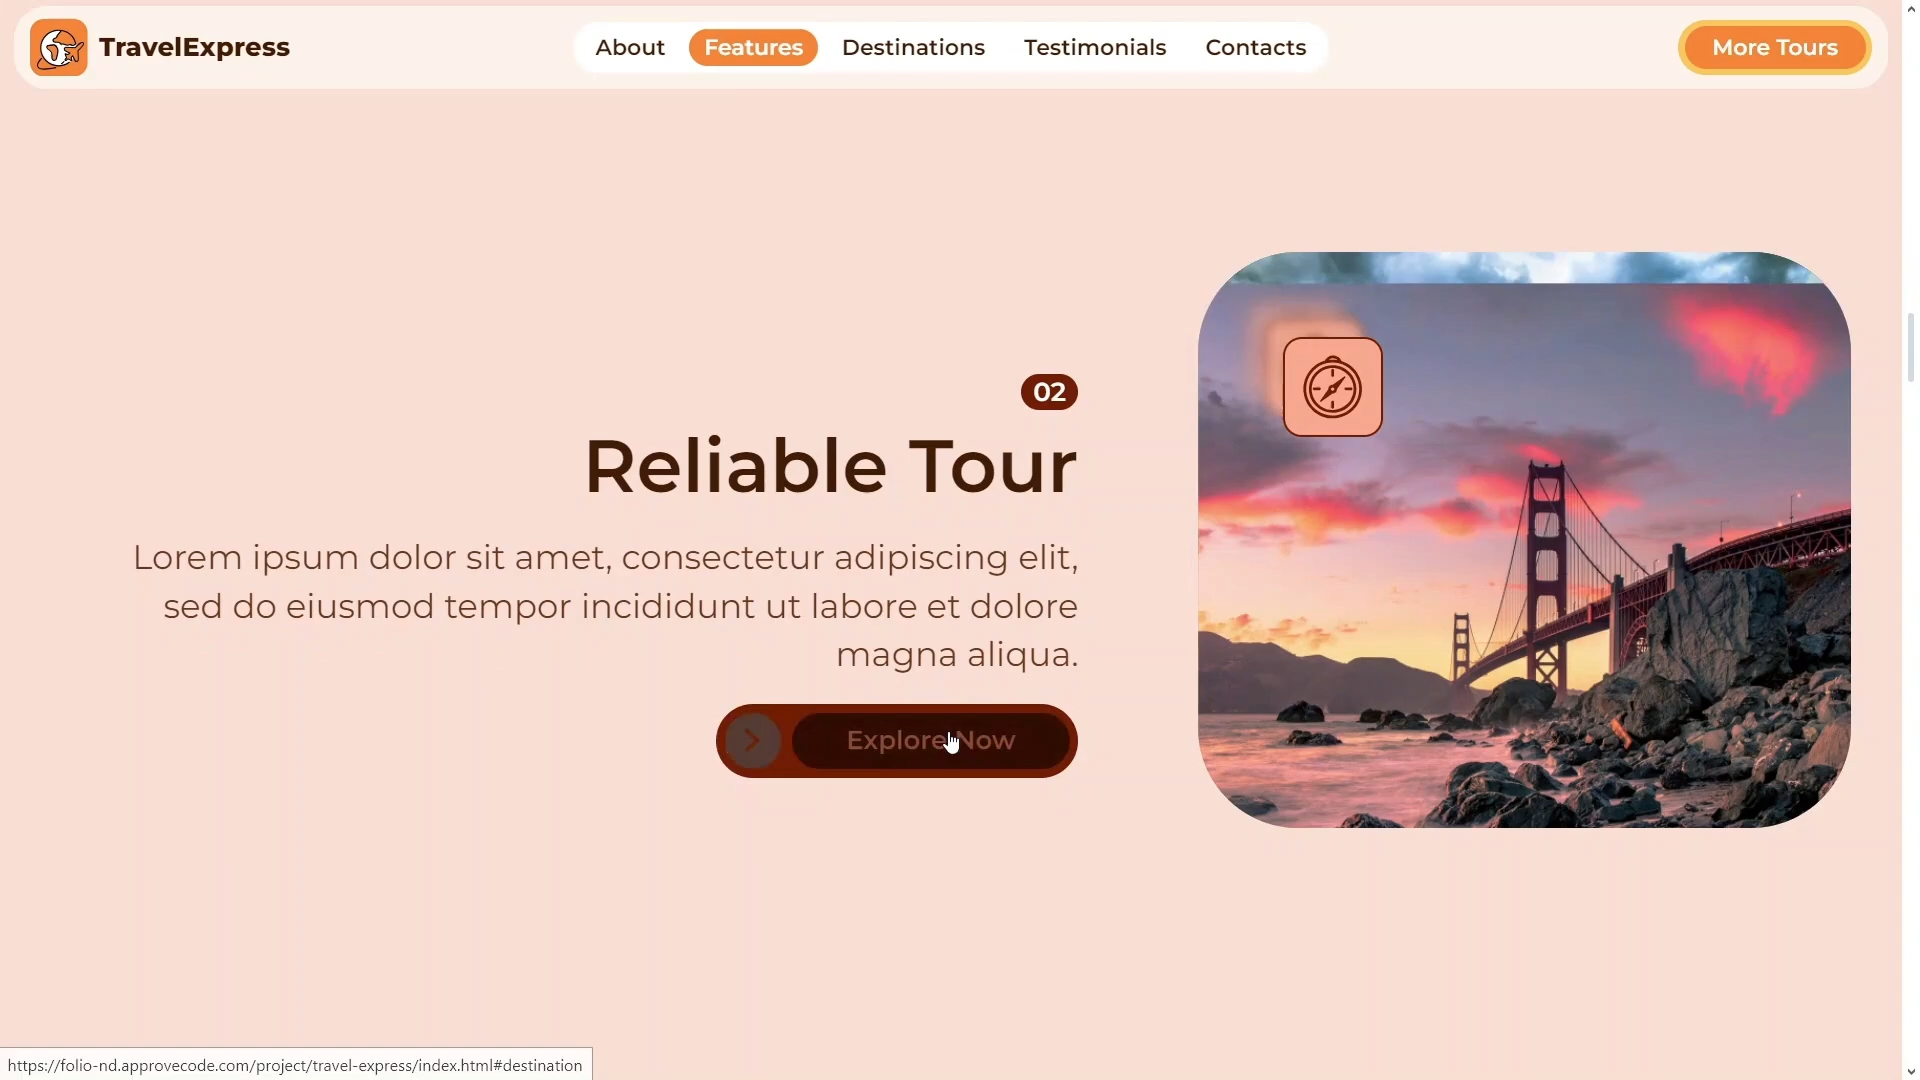 TravelExpress
About
Features
Destinations
Testimonials
Contacts
More Tours
02
Reliable Tour
Lorem ipsum dolor sit amet, consectetur adipiscing elit,
sed do eiusmod tempor incididunt ut labore et dolore
magna aliqua.
Explore Now
https://folio-nd.approvecode.com/project/travel-express/index.html#destination